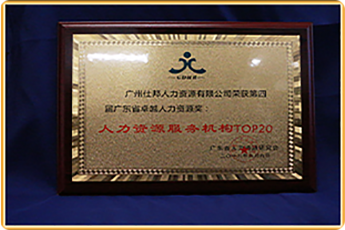 GDHR
广州仕邦人力资源有限公司荣获第四
届广东省卓越人力资源奖：
人力资源服务机构TOP20